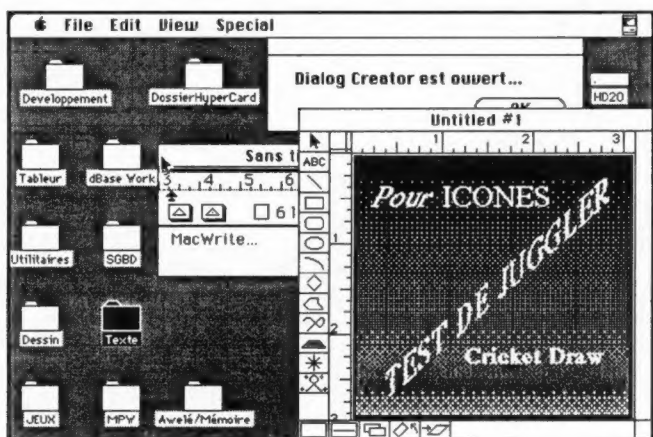 File Edit View Special
Dialog Creator est ouvert...
OK
Developpement
DossierHyperCard
HD20
Untitled #1
Sans ti
ABC
1 2 3
Tableur
dBase Work
3 4 5 6
Pour ICONES
61
MacWrite...
1
TEST DE JUGGLER
Utilitaires
SGBD
2
Cricket Draw
Dessin
Texte
JEUX
MPW
Awelé/Mémoire